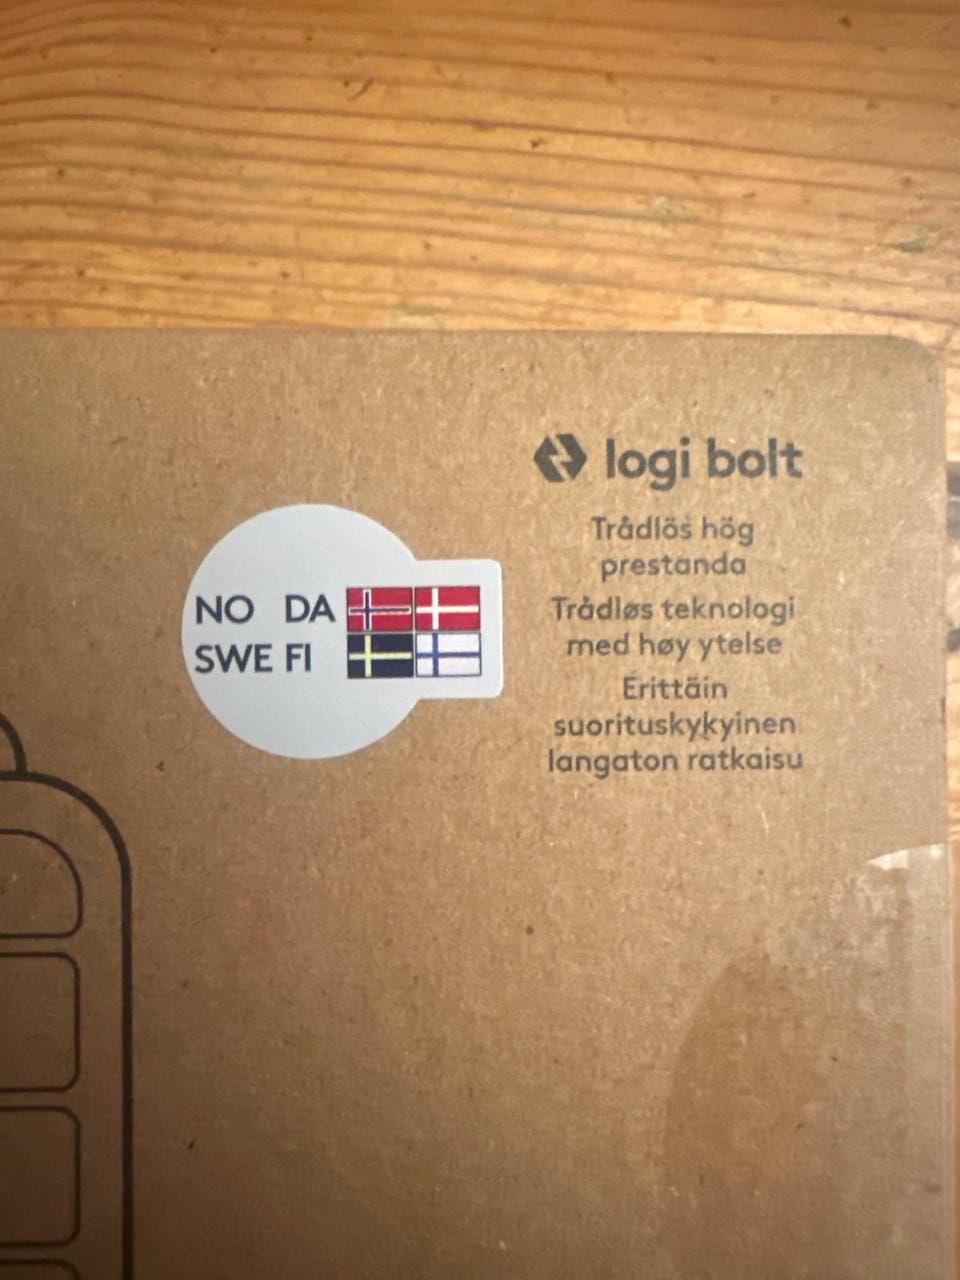 logi bolt
Trådlös hög
prestanda
Trådløs teknologi
med høy ytelse
Erittäin
suorituskykyinen
langaton ratkaisu
NO DA
SWE FI